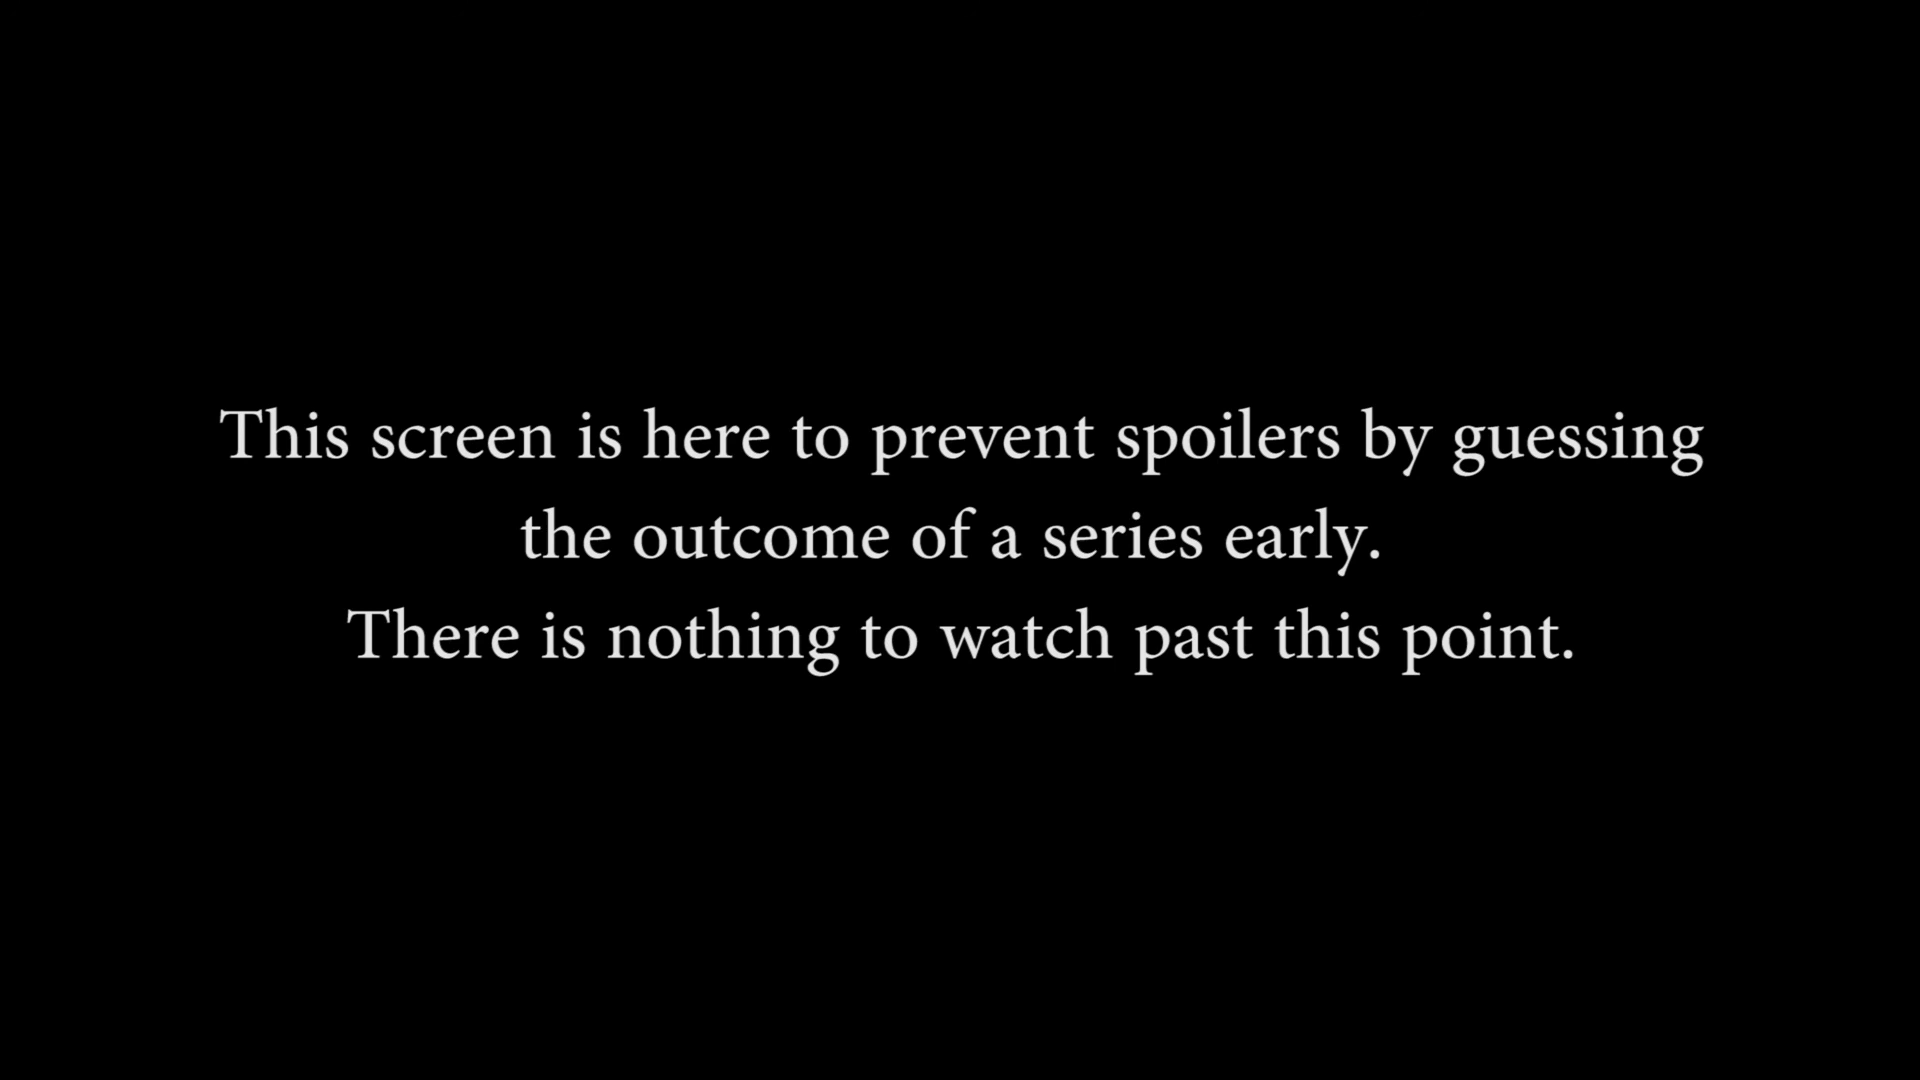 This screen is here to prevent spoilers by guessing
the outcome of a series early.
There is nothing to watch past this point.